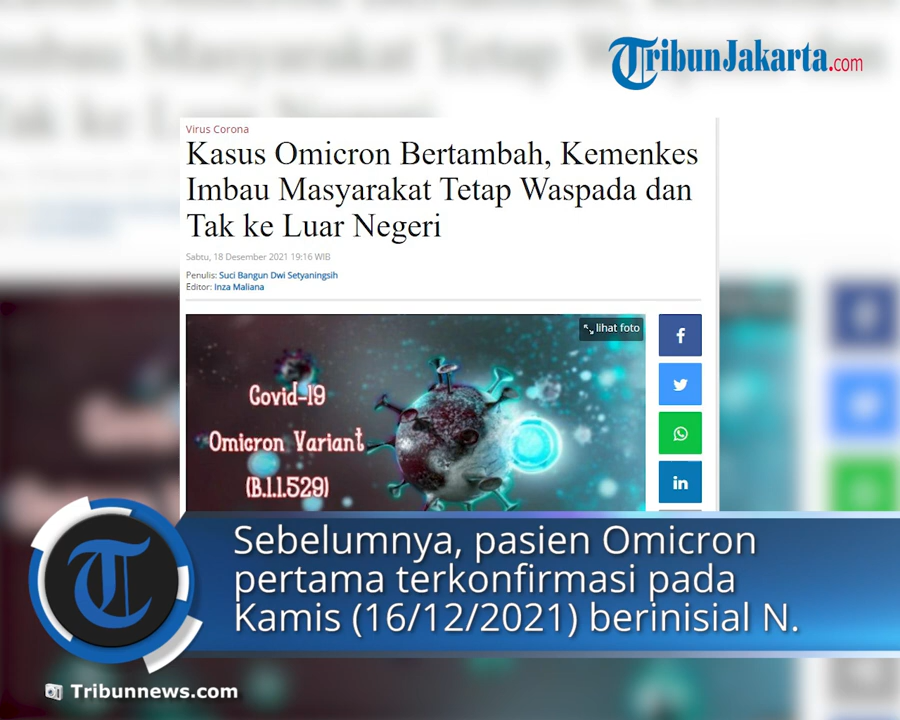 TribunJakarta.com
Virus Corona
Kasus Omicron Bertambah, Kemenkes
Imbau Masyarakat Tetap Waspada dan
Tak ke Luar Negeri
Sabtu, 18 Desember 2021 19:16 WIB
Penulis: Suci Bangun Dwi Setyaningsih
Editor: Inza Maliana
lihat foto
Covid-19
Omicron Variant
(B.1.1.529)
Sebelumnya, pasien Omicron
pertama terkonfirmasi pada
Kamis (16/12/2021) berinisial N.
Tribunnews.com